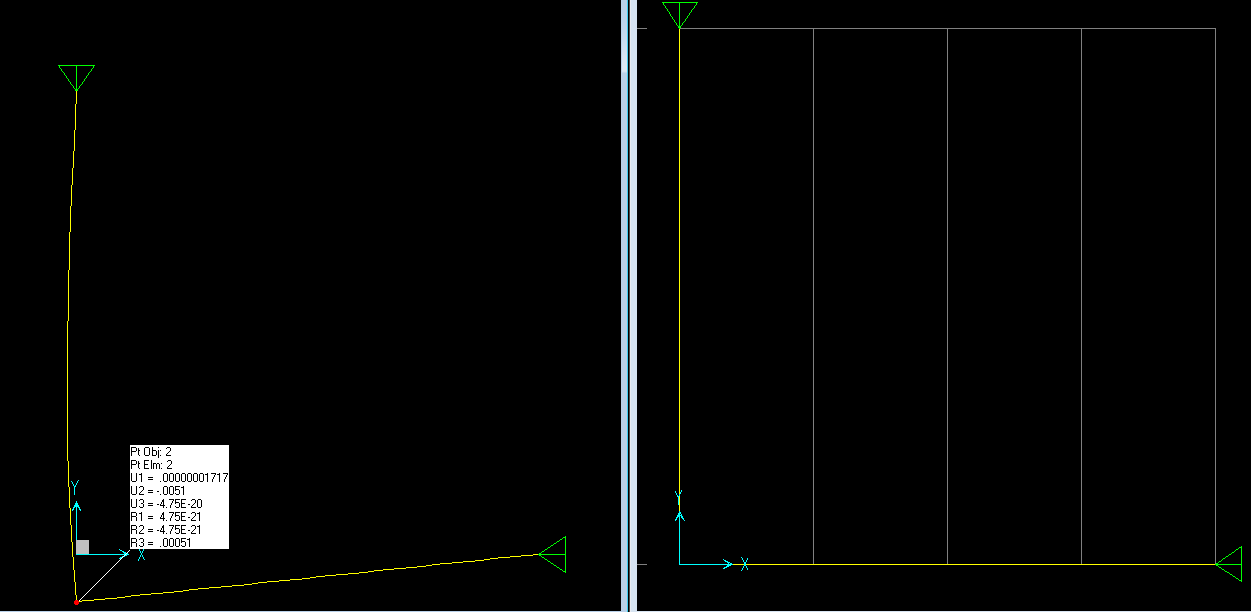 Pt Obj: 2
Pt Elm: 2
U1 = .00000001717
U2 = -.0051
U3 = -4.75E-20
R1 = 4.75E-21
R2 = -4.75E-21
R3 = .00051
Y
X
Y
X